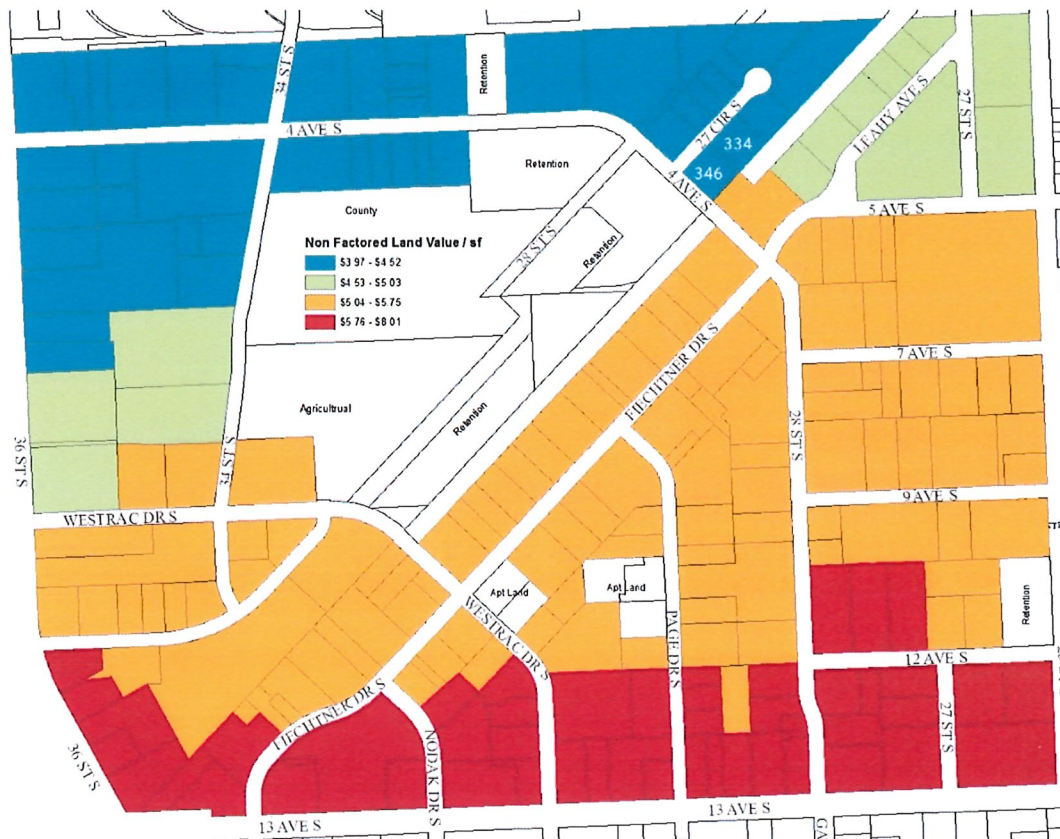 34 ST S
Retention
4 AVE S
27 CIR S
334
346
4 AVE S
LEAHY AVE S
27 ST S
Retention
County
5 AVE S
Non Factored Land Value / sf
$3.97 - $4.52
$4.53 - $5.03
$5.04 - $5.75
$5.76 - $8.01
28 ST S
Retention
7 AVE S
FIECHTNER DR S
Agricultrual
Retention
28 ST S
36 ST S
34 ST S
9 AVE S
WESTRAC DR S
Apt Land
Apt Land
WESTRAC DR S
PAGE DR S
Retention
12 AVE S
FIECHTNER DR S
27 ST S
36 ST S
NODAK DR S
13 AVE S
13 AVE S